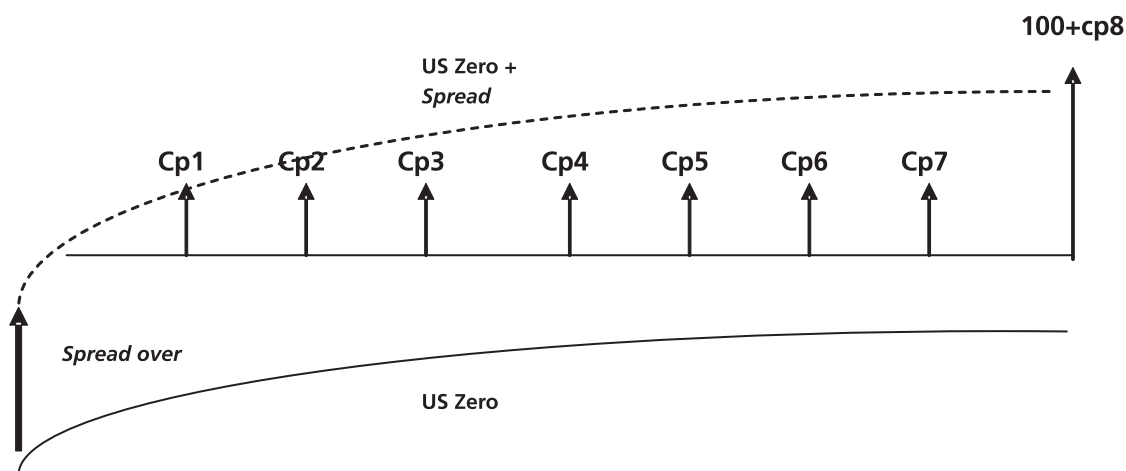 100+cp8
US Zero +
Spread
Cp1 Cp2 Cp3 Cp4 Cp5 Cp6 Cp7
Spread over
US Zero